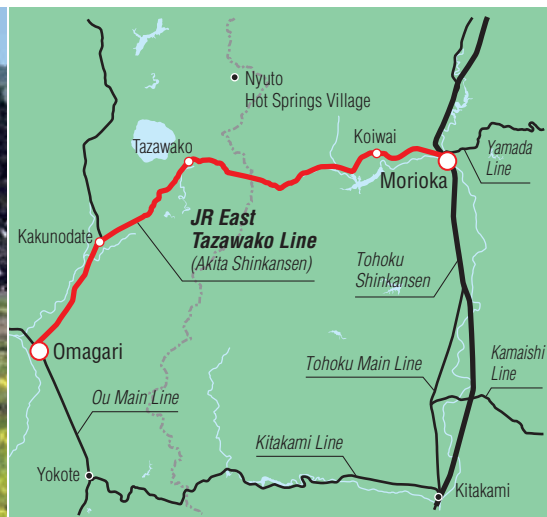 Nyuto
Hot Springs Village
Tazawako
Koiwai
Yamada
Line
Morioka
JR East
Tazawako Line
(Akita Shinkansen)
Kakunodate
Tohoku
Shinkansen
Omagari
Tohoku Main Line
Kamaishi
Line
Ou Main Line
Kitakami Line
Yokote
Kitakami